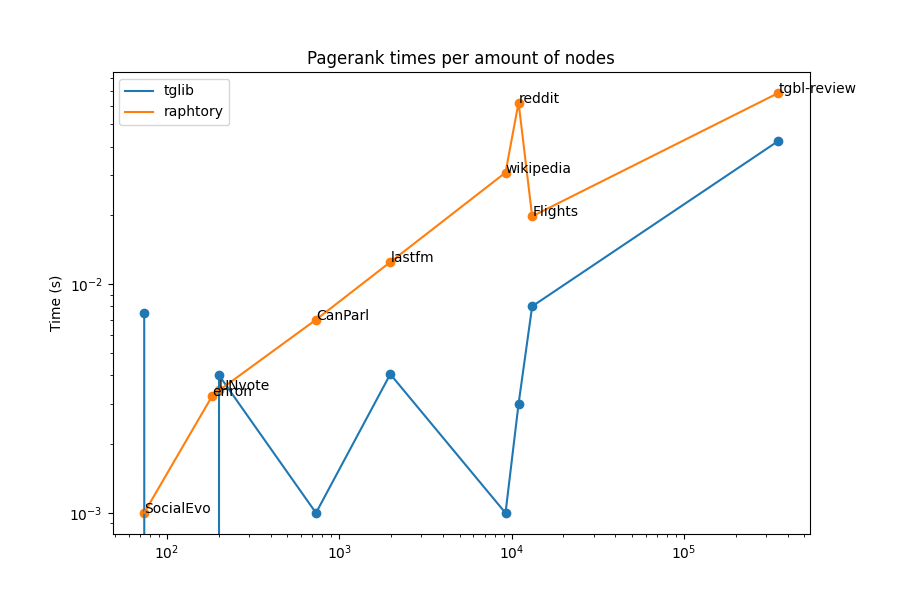 Pagerank times per amount of nodes
tglib
raphtory
tgbl-review
reddit
wikipedia
Flights
lastfm
CanParl
UNvote
enron
SocialEvo
Time (s)
10⁻²
10⁻³
10² 10³ 10⁴ 10⁵